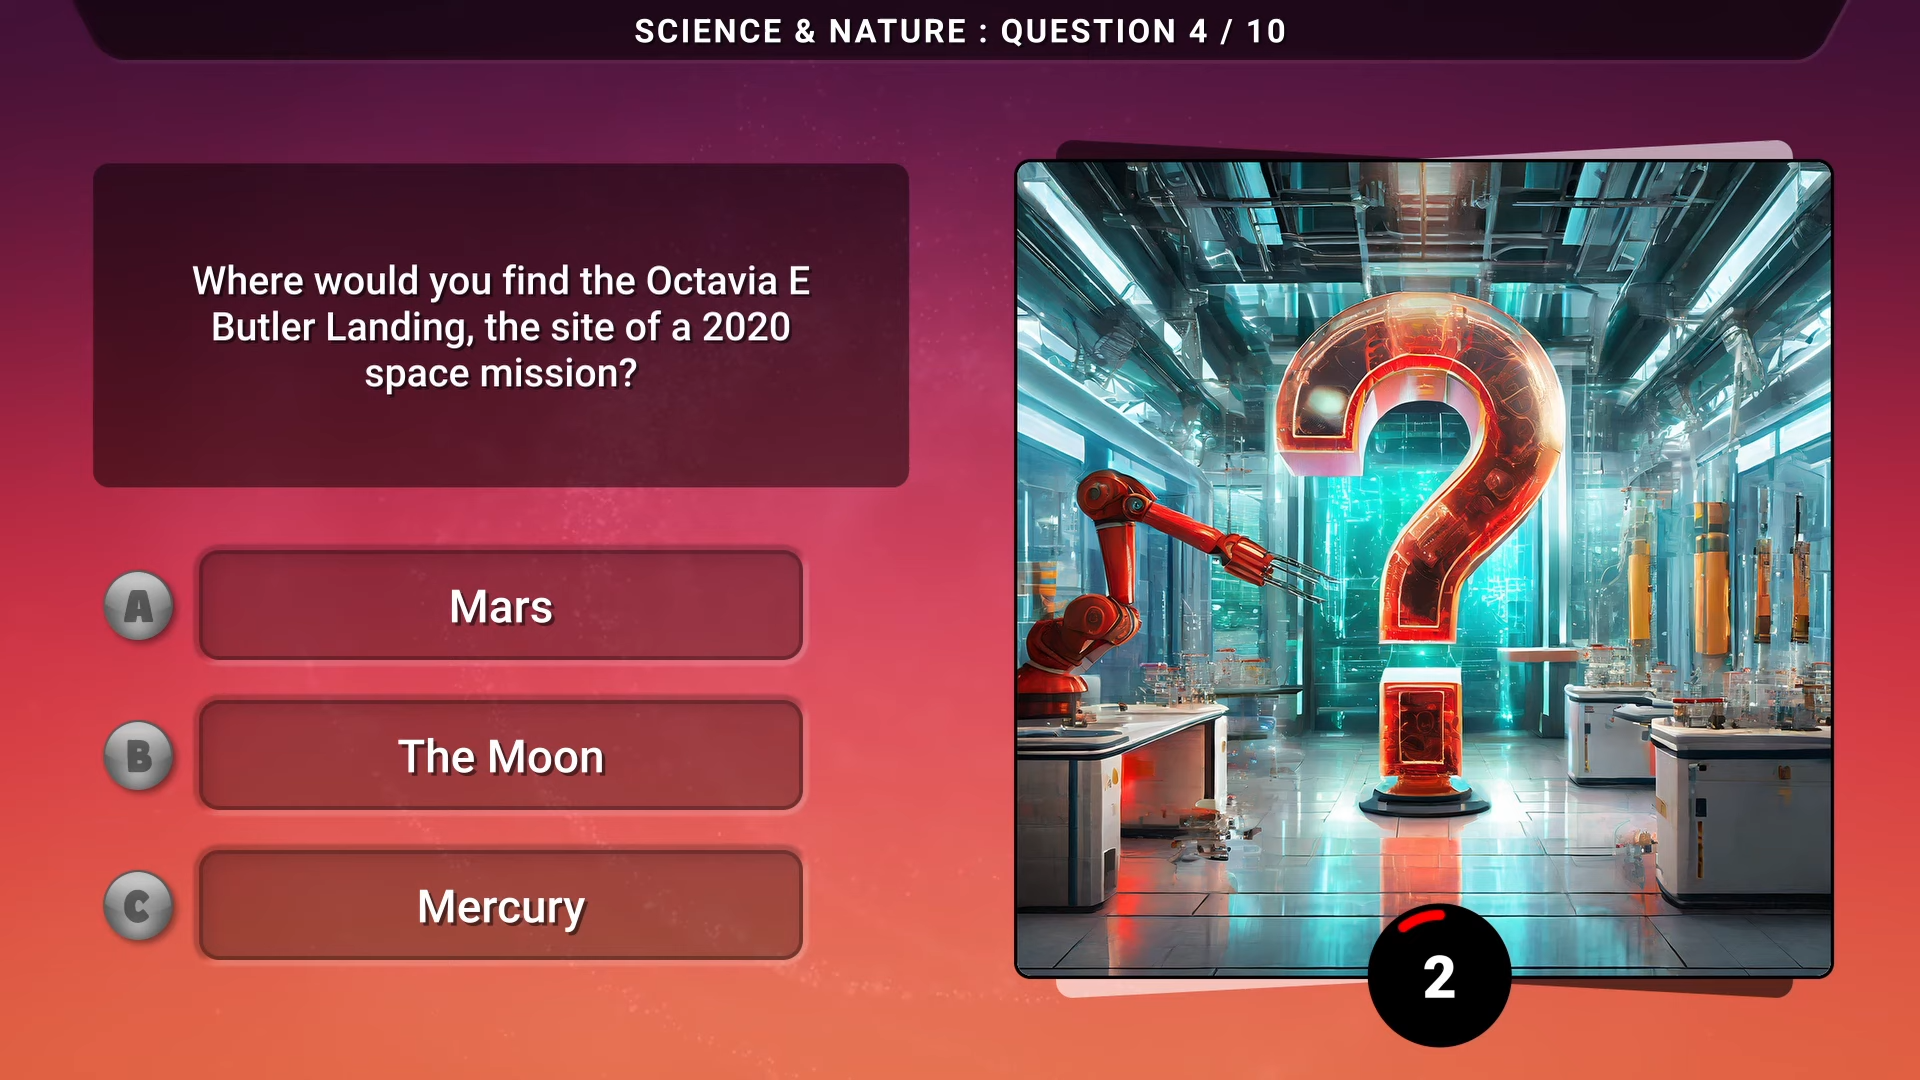 SCIENCE & NATURE : QUESTION 4 / 10
Where would you find the Octavia E
Butler Landing, the site of a 2020
space mission?
A
Mars
B
The Moon
C
Mercury
2